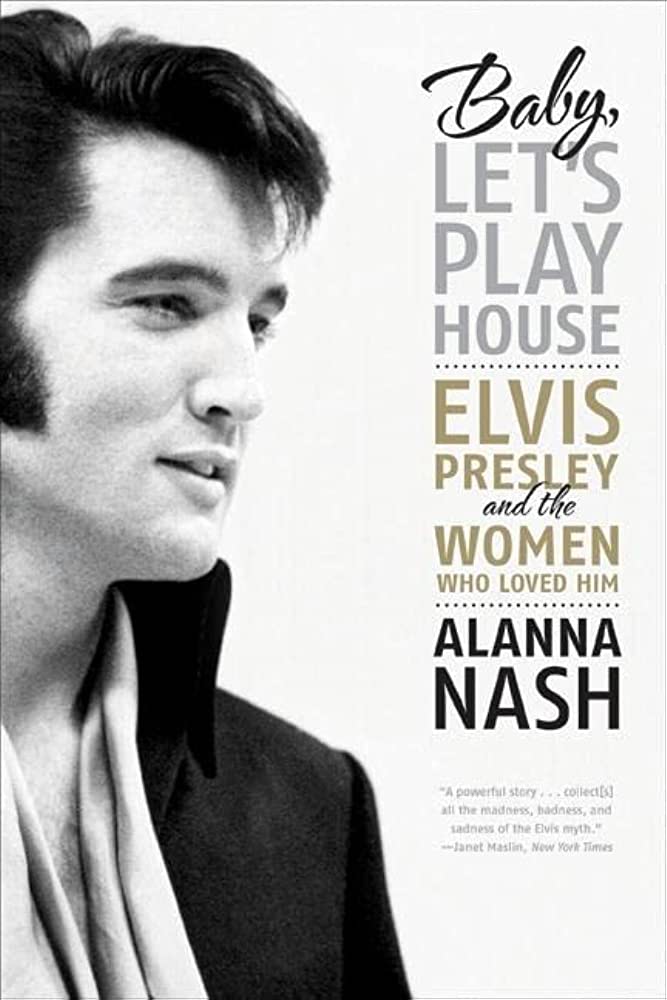 Baby,
LET'S
PLAY
HOUSE
ELVIS
PRESLEY
and the
WOMEN
WHO LOVED HIM
ALANNA
NASH
"A powerful story . . . collect[s]
all the madness, badness, and
sadness of the Elvis myth."
—Janet Maslin, New York Times